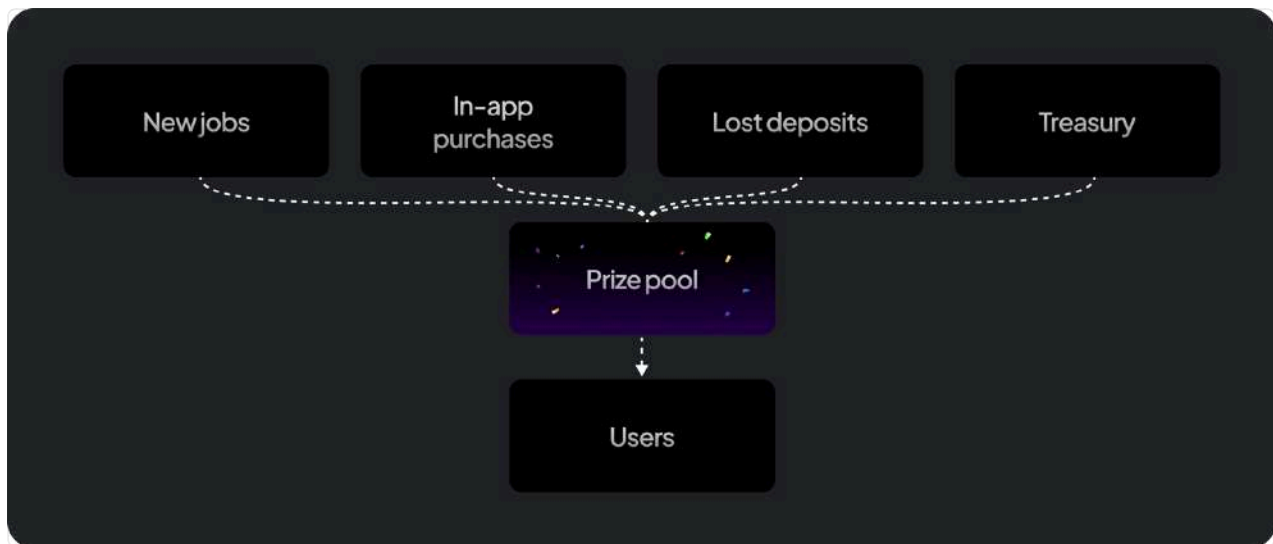 New jobs
In-app
purchases
Lost deposits
Treasury
Prize pool
Users